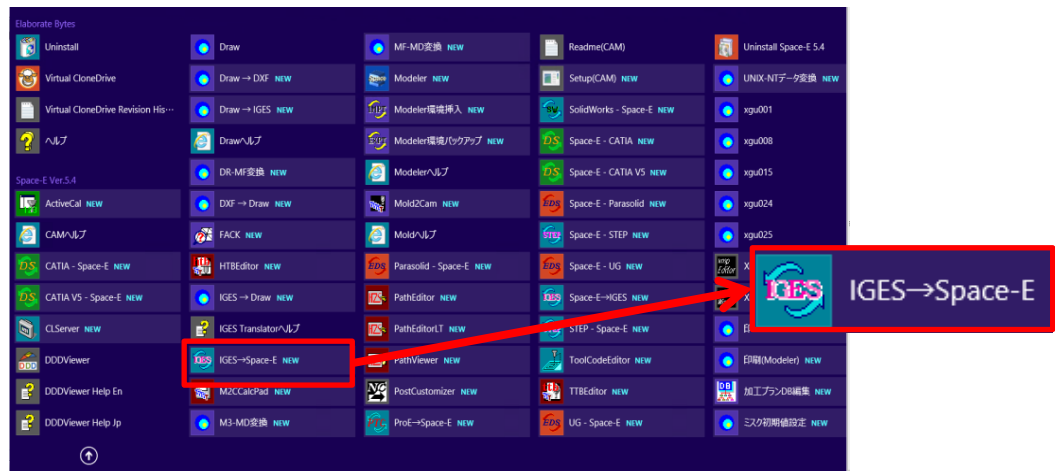 Elaborate Bytes
Uninstall
Virtual CloneDrive
Virtual CloneDrive Revision His…
ヘルプ
Space-E Ver.5.4
ActiveCal NEW
CAMヘルプ
CATIA - Space-E NEW
CATIA V5 - Space-E NEW
CLServer NEW
DDDViewer
DDDViewer Help En
DDDViewer Help Jp
Draw
Draw → DXF NEW
Draw → IGES NEW
Drawヘルプ
DR-MF変換 NEW
DXF → Draw NEW
FACK NEW
HTBEditor NEW
IGES → Draw NEW
IGES Translatorヘルプ
IGES→Space-E NEW
M2CCalcPad NEW
M3-MD変換 NEW
MF-MD変換 NEW
Modeler NEW
Modeler環境挿入 NEW
Modeler環境バックアップ NEW
Modelerヘルプ
Mold2Cam NEW
Moldヘルプ
Parasolid - Space-E NEW
PathEditor NEW
PathEditorLT NEW
PathViewer NEW
PostCustomizer NEW
ProE→Space-E NEW
Readme(CAM)
Setup(CAM) NEW
SolidWorks - Space-E NEW
Space-E - CATIA NEW
Space-E - CATIA V5 NEW
Space-E - Parasolid NEW
Space-E - STEP NEW
Space-E - UG NEW
Space-E→IGES NEW
STEP - Space-E NEW
ToolCodeEditor NEW
TTBEditor NEW
UG - Space-E NEW
Uninstall Space-E 5.4
UNIX-NTデータ変換 NEW
xgu001
xgu008
xgu015
xgu024
xgu025
印刷(Modeler) NEW
加工プランDB編集 NEW
ミスク初期値設定 NEW
IGES
IGES→Space-E